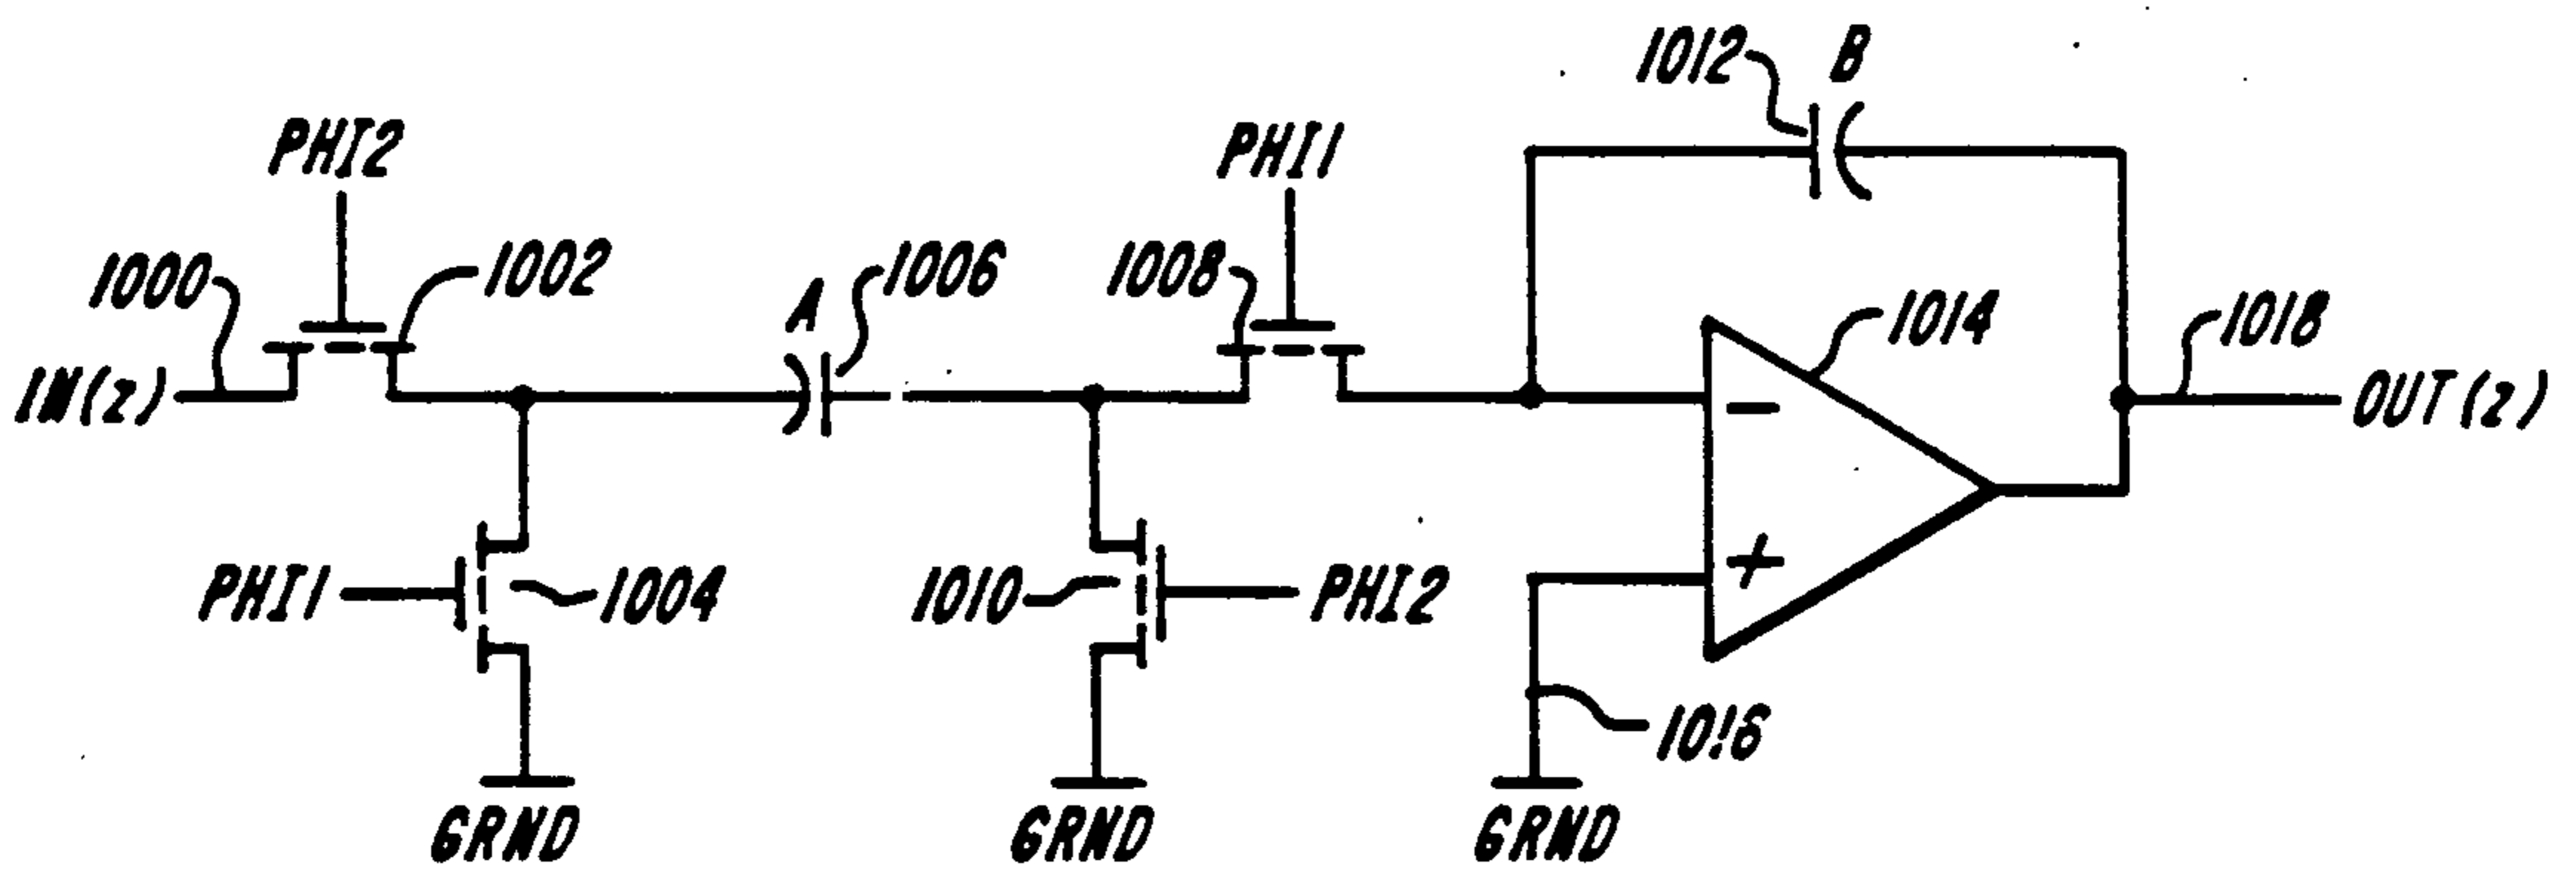 1012 B
PHI2
PHI1
1000
1002
A
1006
1008
1014
1018
IN(z)
-
OUT(z)
+
PHI1
1004
1010
PHI2
1016
GRND
GRND
GRND